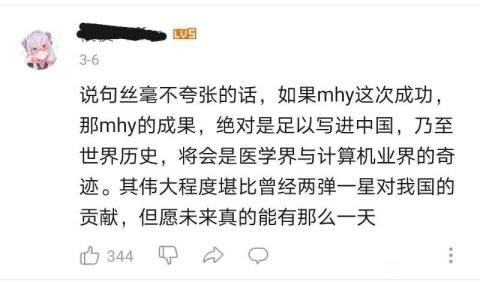 LV5
3-6
说句丝毫不夸张的话，如果mhy这次成功，
那mhy的成果，绝对是足以写进中国，乃至
世界历史，将会是医学界与计算机业界的奇
迹。其伟大程度堪比曾经两弹一星对我国的
贡献，但愿未来真的能有那么一天
344